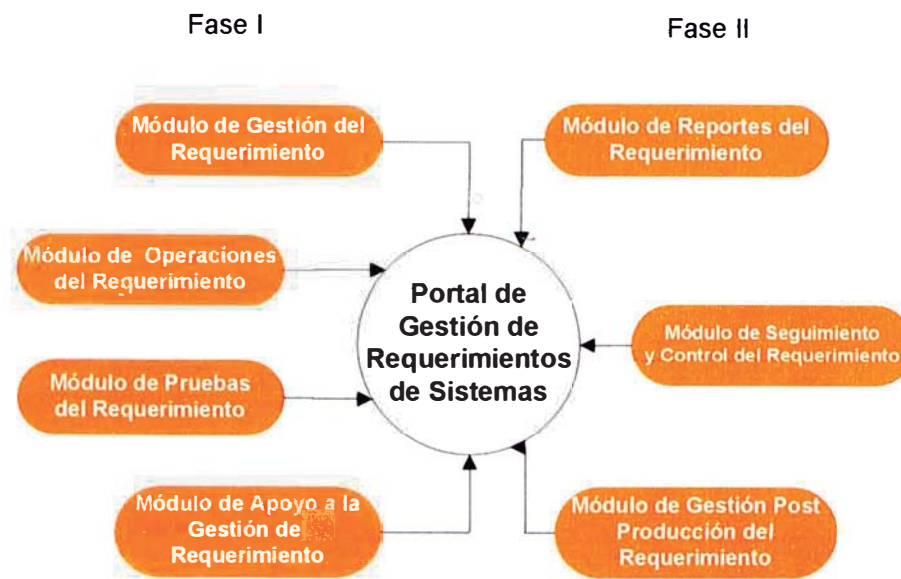 Fase I
Fase II
Módulo de Gestión del
Requerimiento
Módulo de Reportes del
Requerimiento
Módulo de Operaciones
del Requerimiento
Portal de
Gestión de
Requerimientos
de Sistemas
Módulo de Seguimiento
y Control del Requerimiento
Módulo de Pruebas
del Requerimiento
Módulo de Apoyo a la
Gestión de
Requerimiento
Módulo de Gestión Post
Producción del
Requerimiento